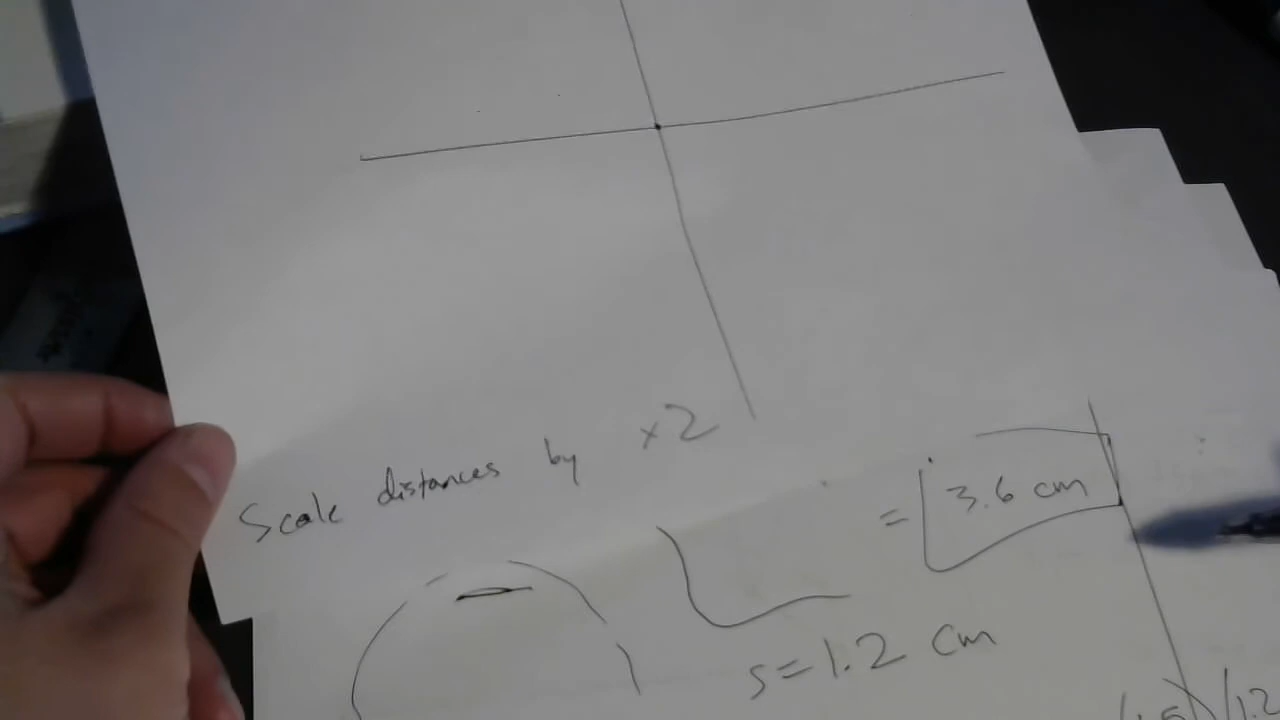 Scale distances by ×2
= 3.6 cm
s=1.2 cm